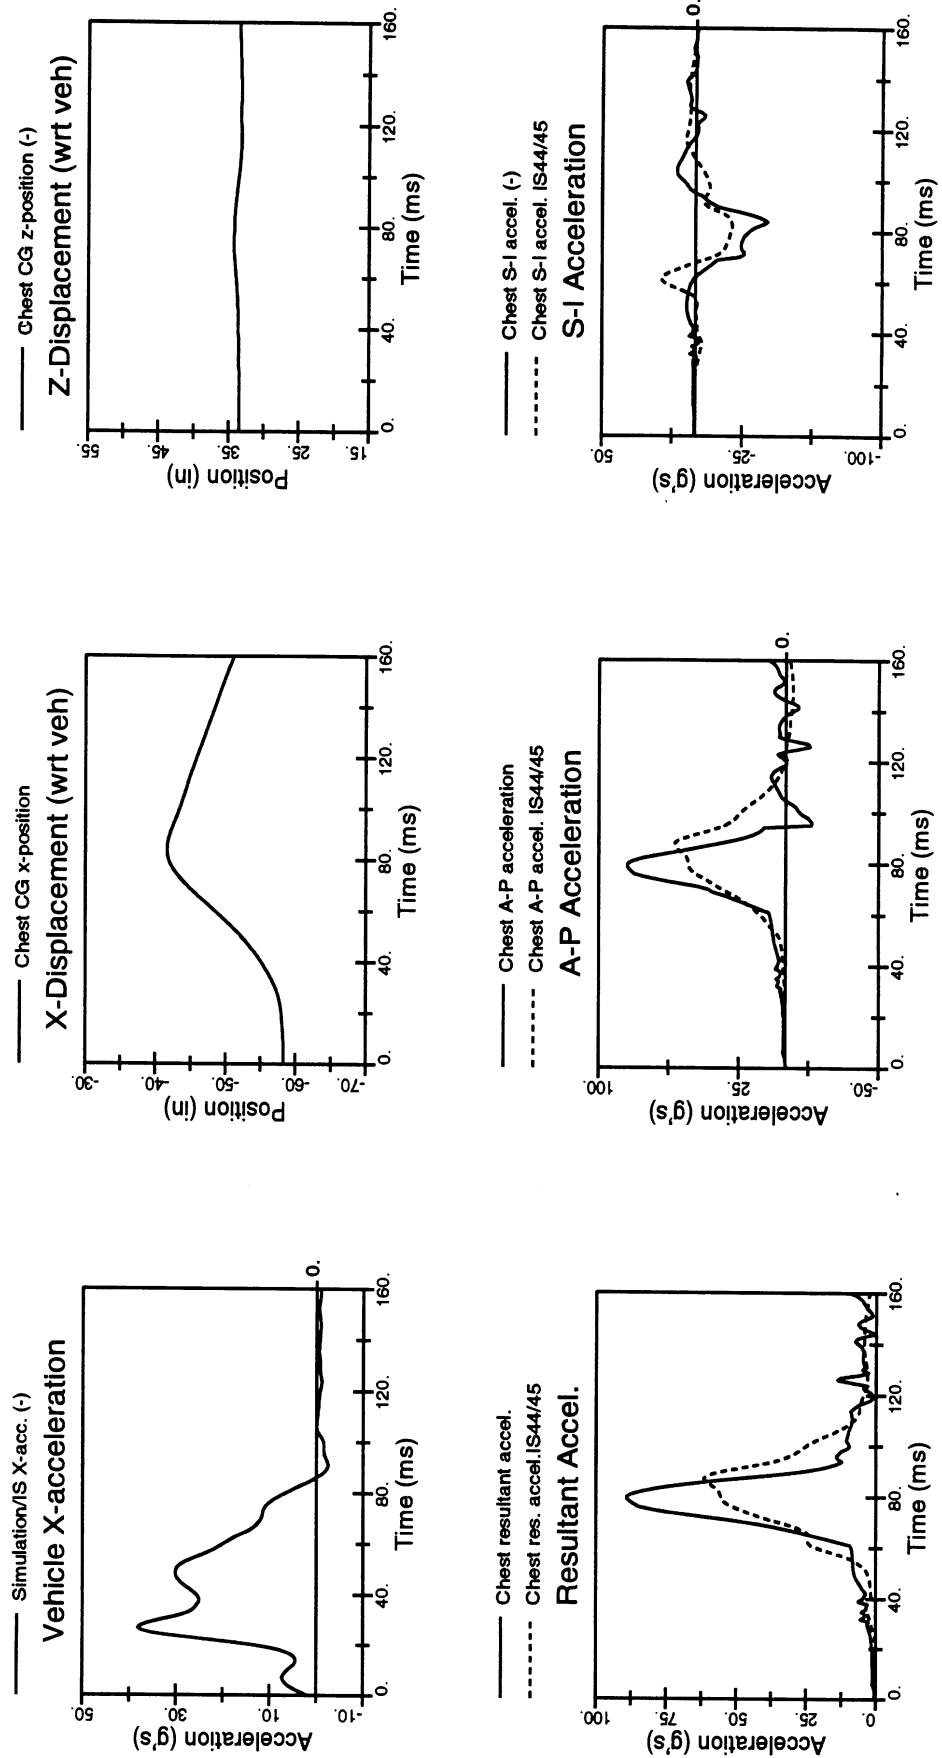 Simulation/IS X-acc. (-)
Vehicle X-acceleration
50.
30.
10.
-10.
Acceleration (g's)
0.
0.
40.
80.
120.
160.
Time (ms)
Chest CG x-position
X-Displacement (wrt veh)
-30.
-40.
-50.
-60.
-70.
Position (in)
0.
40.
80.
120.
160.
Time (ms)
Chest CG z-position (-)
Z-Displacement (wrt veh)
55.
45.
35.
25.
15.
Position (in)
0.
40.
80.
120.
160.
Time (ms)
Chest resultant accel.
Chest res. accel.IS44/45
Resultant Accel.
100.
75.
50.
25.
0.
Acceleration (g's)
0.
40.
80.
120.
160.
Time (ms)
Chest A-P acceleration
Chest A-P accel. IS44/45
A-P Acceleration
100.
25.
-50.
Acceleration (g's)
0.
0.
40.
80.
120.
160.
Time (ms)
Chest S-I accel. (-)
Chest S-I accel. IS44/45
S-I Acceleration
50.
-25.
-100.
Acceleration (g's)
0.
0.
40.
80.
120.
160.
Time (ms)